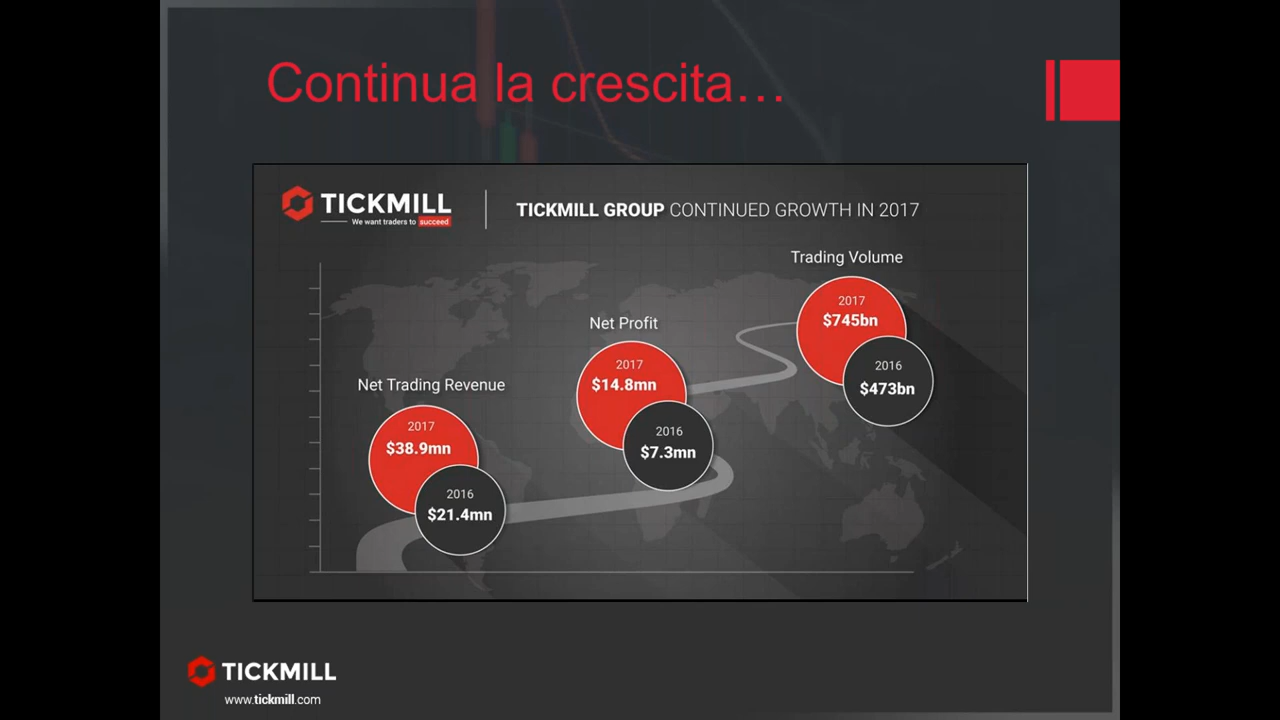 Continua la crescita…
TICKMILL
We want traders to succeed
TICKMILL GROUP CONTINUED GROWTH IN 2017
Trading Volume
2017
$745bn
2016
$473bn
Net Profit
2017
$14.8mn
2016
$7.3mn
Net Trading Revenue
2017
$38.9mn
2016
$21.4mn
TICKMILL
www.tickmill.com